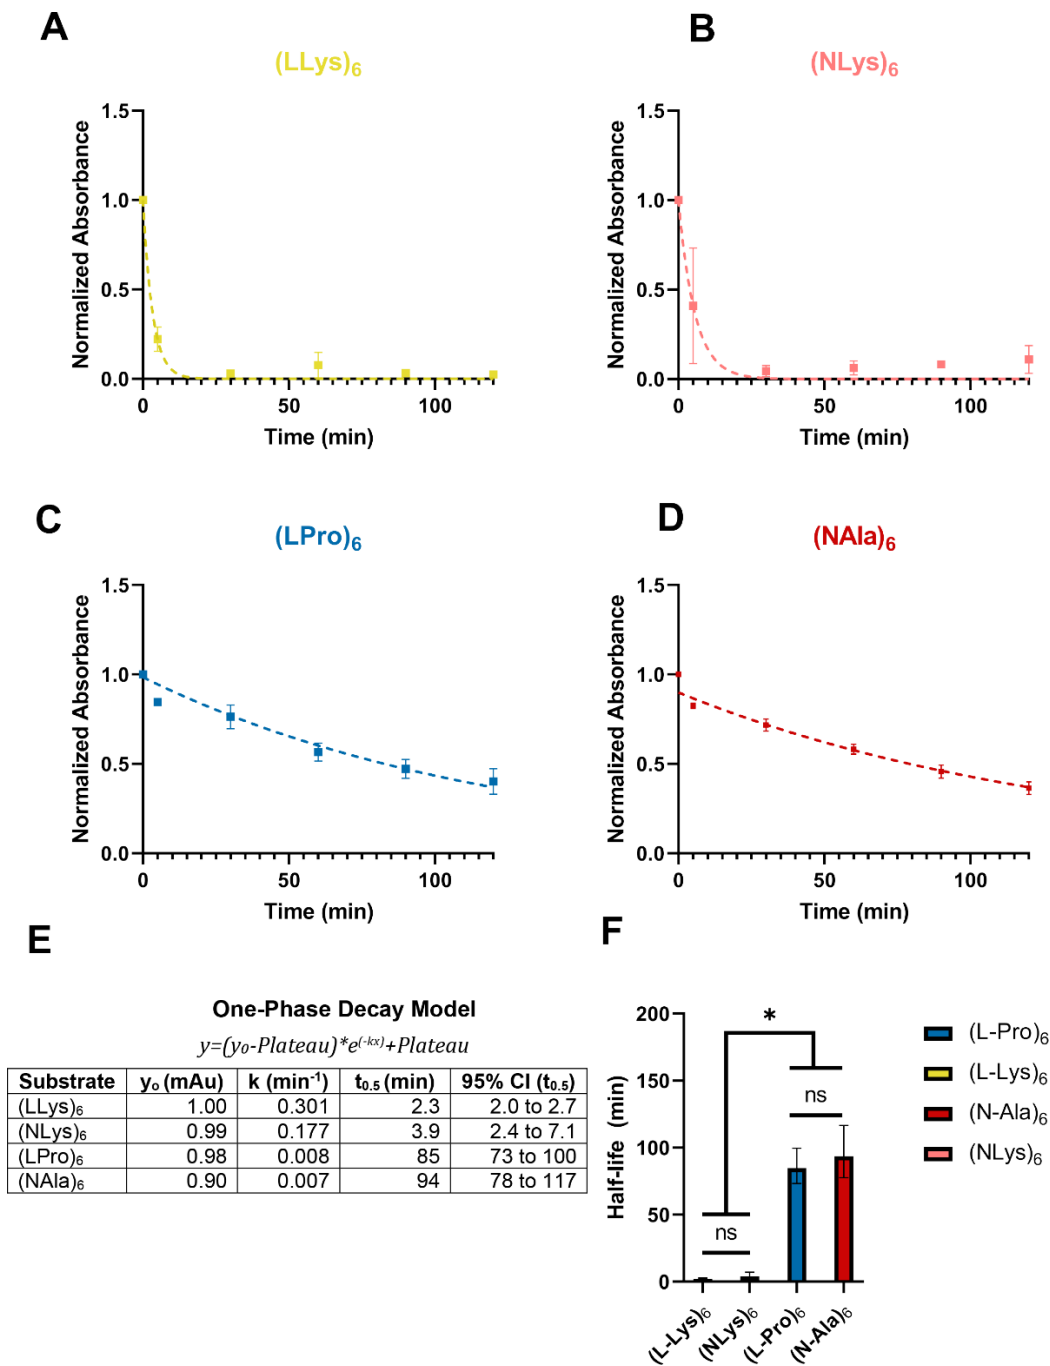 A
(LLys)6
1.5
1.0
0.5
0.0
Normalized Absorbance
0
50
100
Time (min)
B
(NLys)6
1.5
1.0
0.5
0.0
Normalized Absorbance
0
50
100
Time (min)
C
(LPro)6
1.5
1.0
0.5
0.0
Normalized Absorbance
0
50
100
Time (min)
D
(NAla)6
1.5
1.0
0.5
0.0
Normalized Absorbance
0
50
100
Time (min)
E
One-Phase Decay Model
y=(y0-Plateau)*e(-kx)+Plateau
Substrate yo (mAu) k (min-1) t0.5 (min) 95% CI (t0.5)
(LLys)6 1.00 0.301 2.3 2.0 to 2.7
(NLys)6 0.99 0.177 3.9 2.4 to 7.1
(LPro)6 0.98 0.008 85 73 to 100
(NAla)6 0.90 0.007 94 78 to 117
F
200
150
100
50
0
Half-life (min)
*
ns
ns
(L-Lys)6
(NLys)6
(L-Pro)6
(N-Ala)6
(L-Pro)6
(L-Lys)6
(N-Ala)6
(NLys)6